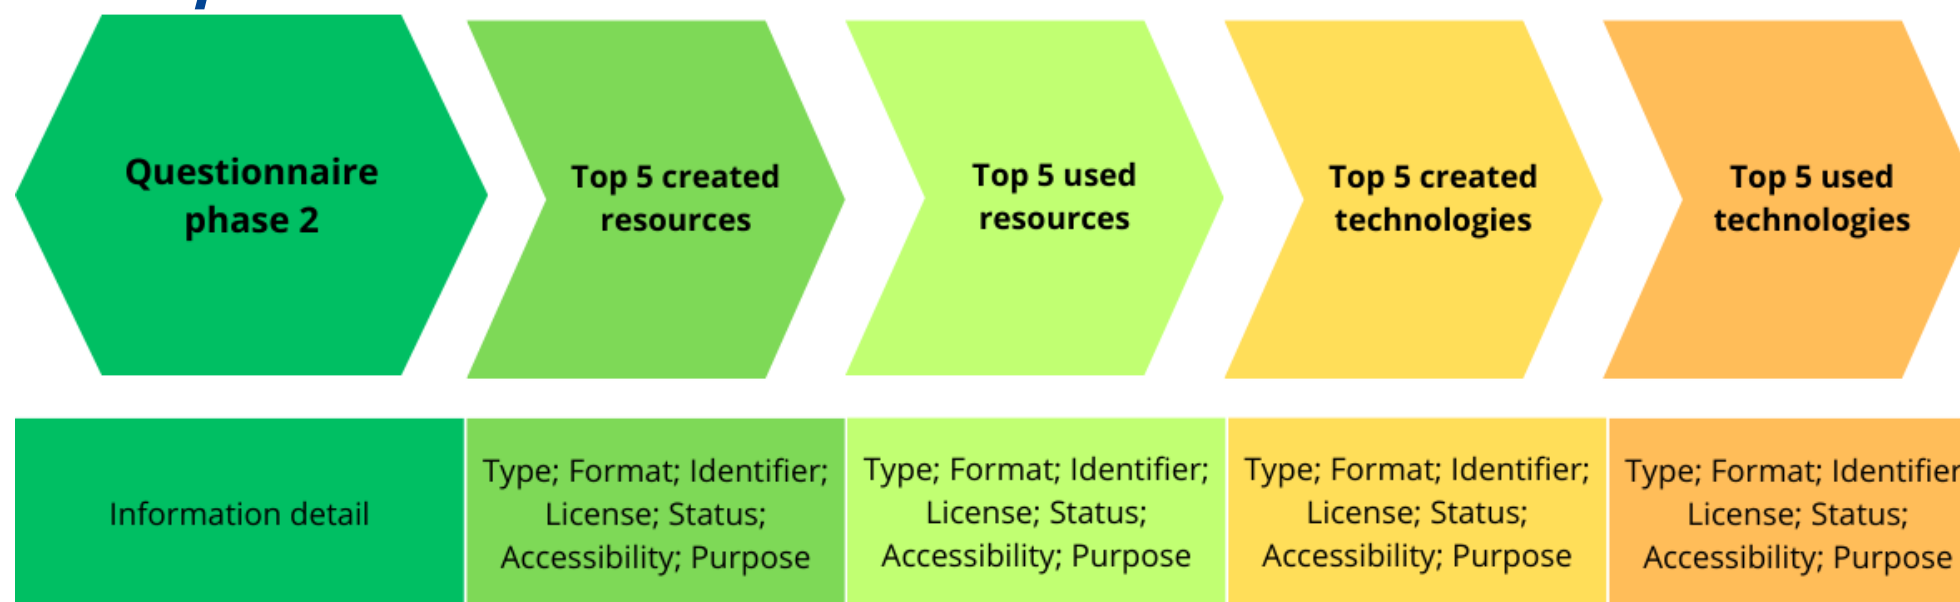 Questionnaire
phase 2
Top 5 created
resources
Top 5 used
resources
Top 5 created
technologies
Top 5 used
technologies
Information detail
Type; Format; Identifier;
License; Status;
Accessibility; Purpose
Type; Format; Identifier;
License; Status;
Accessibility; Purpose
Type; Format; Identifier;
License; Status;
Accessibility; Purpose
Type; Format; Identifier
License; Status;
Accessibility; Purpose